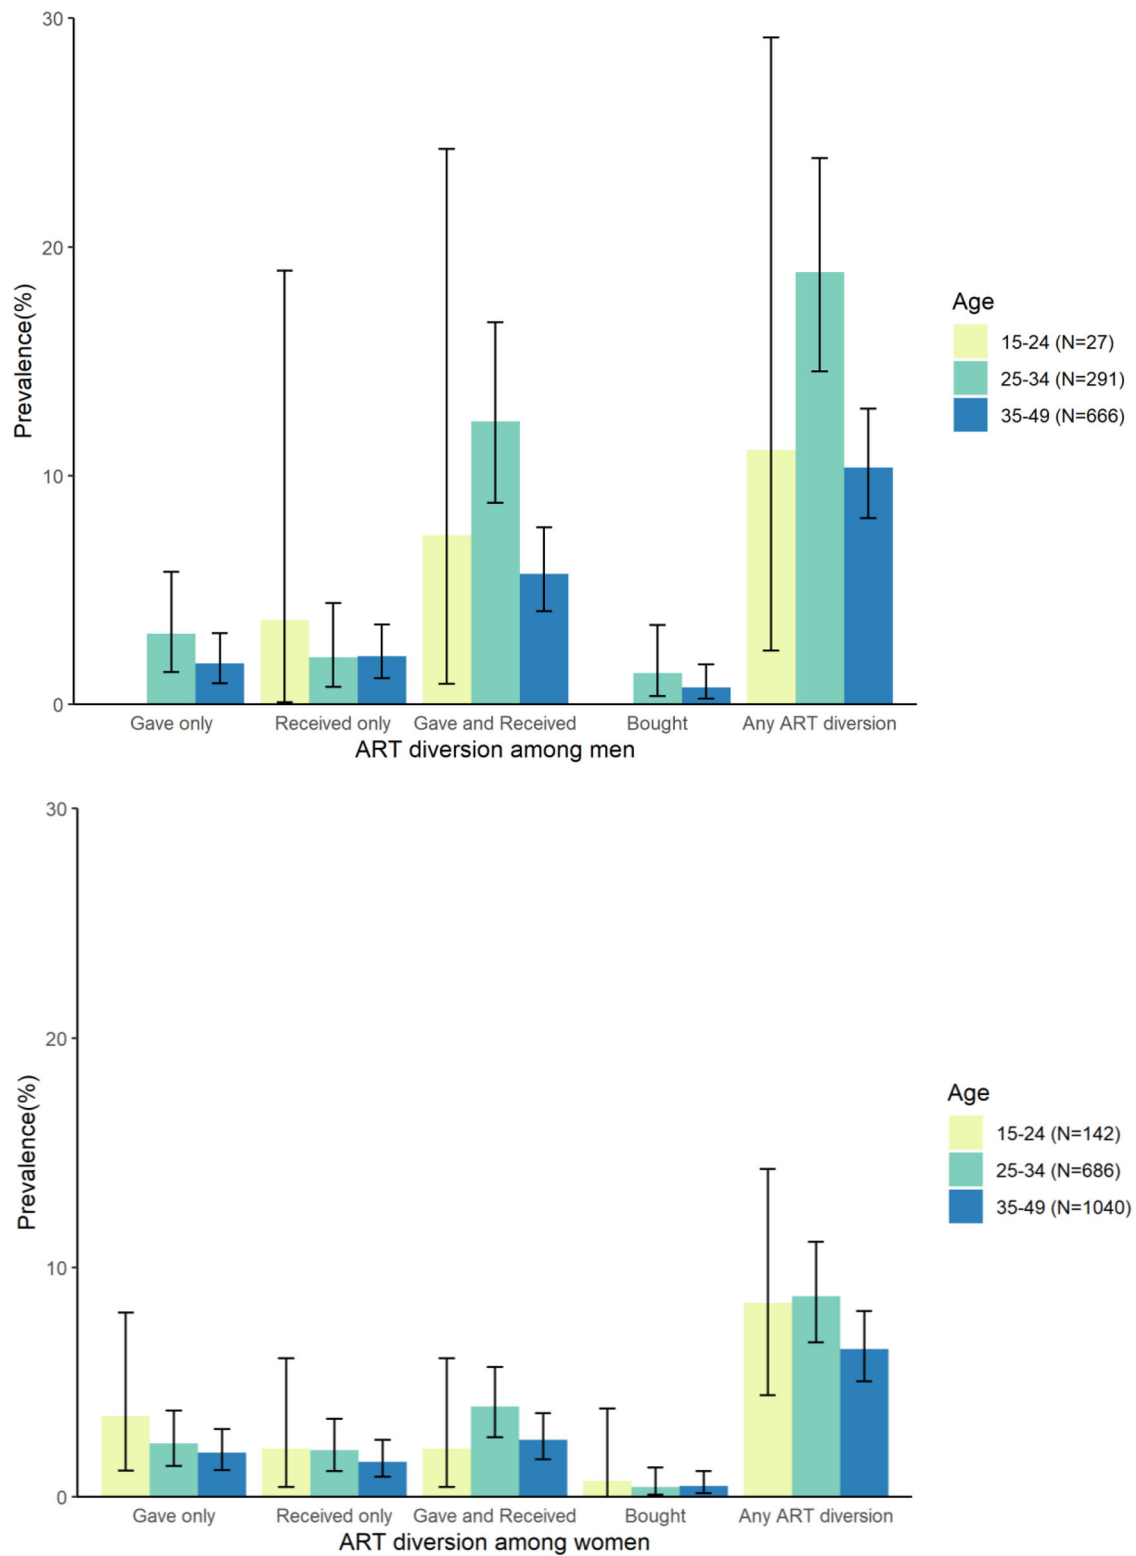 30
20
10
0
Prevalence(%)
Gave only Received only Gave and Received Bought Any ART diversion
ART diversion among men
Age
15-24 (N=27)
25-34 (N=291)
35-49 (N=666)
30
20
10
0
Prevalence(%)
Gave only Received only Gave and Received Bought Any ART diversion
ART diversion among women
Age
15-24 (N=142)
25-34 (N=686)
35-49 (N=1040)